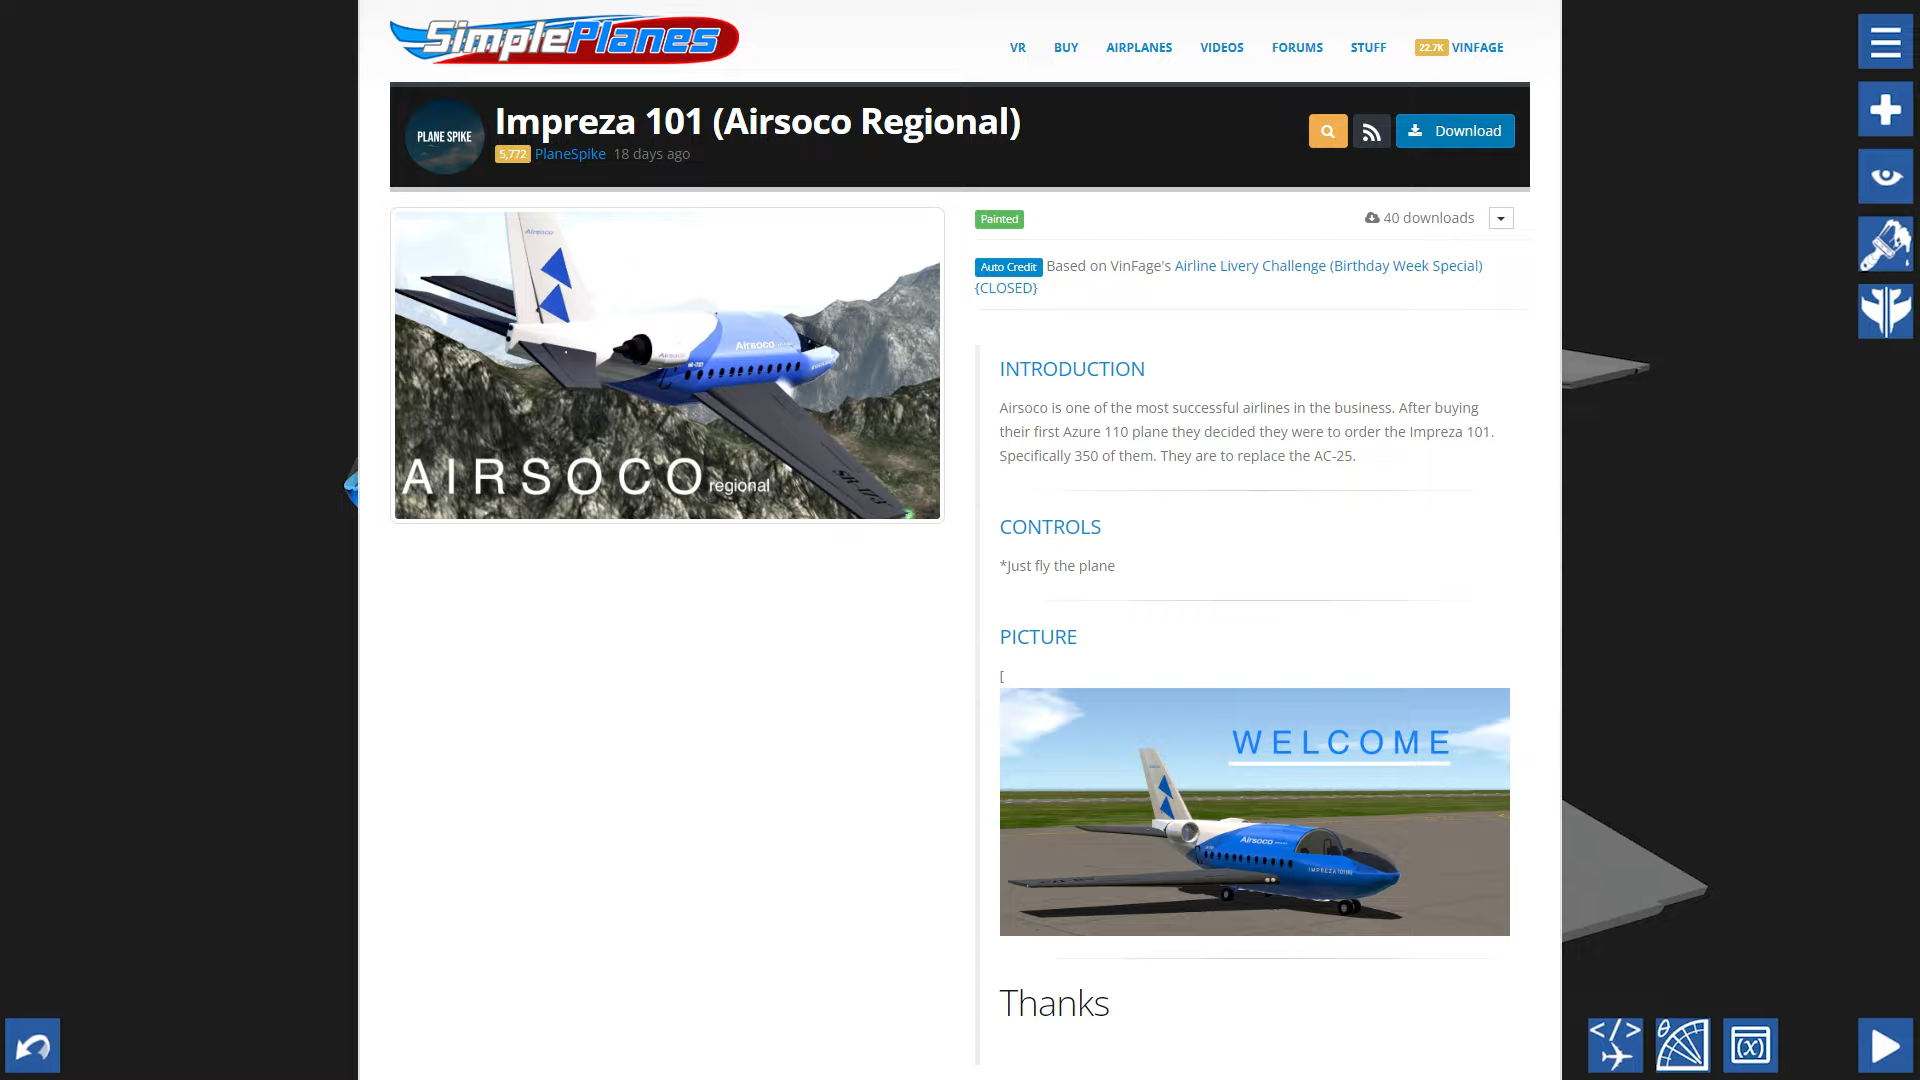 SimplePlanes
VR BUY AIRPLANES VIDEOS FORUMS STUFF 22.7K VINFAGE
PLANE SPIKE
Impreza 101 (Airsoco Regional)
5,772 PlaneSpike 18 days ago
Download
Airsoco
Airsoco
Airsoco
AIRSOCO regional
Painted
40 downloads
Auto Credit Based on VinFage's Airline Livery Challenge (Birthday Week Special)
{CLOSED}
INTRODUCTION
Airsoco is one of the most successful airlines in the business. After buying
their first Azure 110 plane they decided they were to order the Impreza 101.
Specifically 350 of them. They are to replace the AC-25.
CONTROLS
*Just fly the plane
PICTURE
[
WELCOME
Airsoco
Thanks